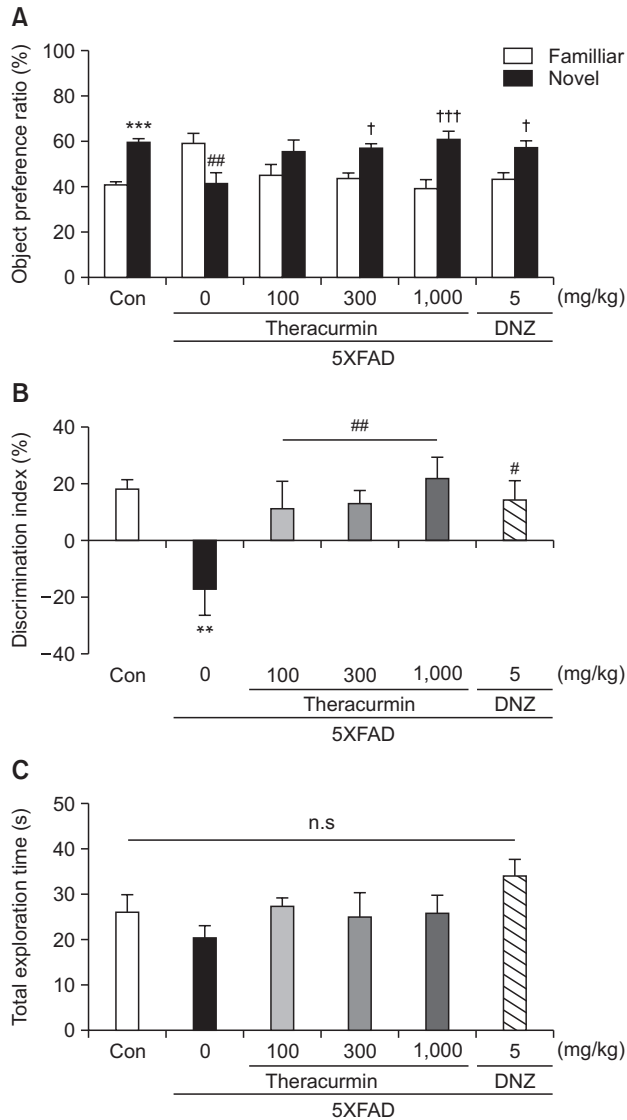 A
Object preference ratio (%)
100
80
60
40
20
0
Familliar
Novel
***
##
†
†††
†
Con 0 100 300 1,000 5 (mg/kg)
Theracurmin DNZ
5XFAD
B
Discrimination index (%)
40
20
0
−20
−40
**
##
#
Con 0 100 300 1,000 5 (mg/kg)
Theracurmin DNZ
5XFAD
C
Total exploration time (s)
50
40
30
20
10
0
n.s
Con 0 100 300 1,000 5 (mg/kg)
Theracurmin DNZ
5XFAD